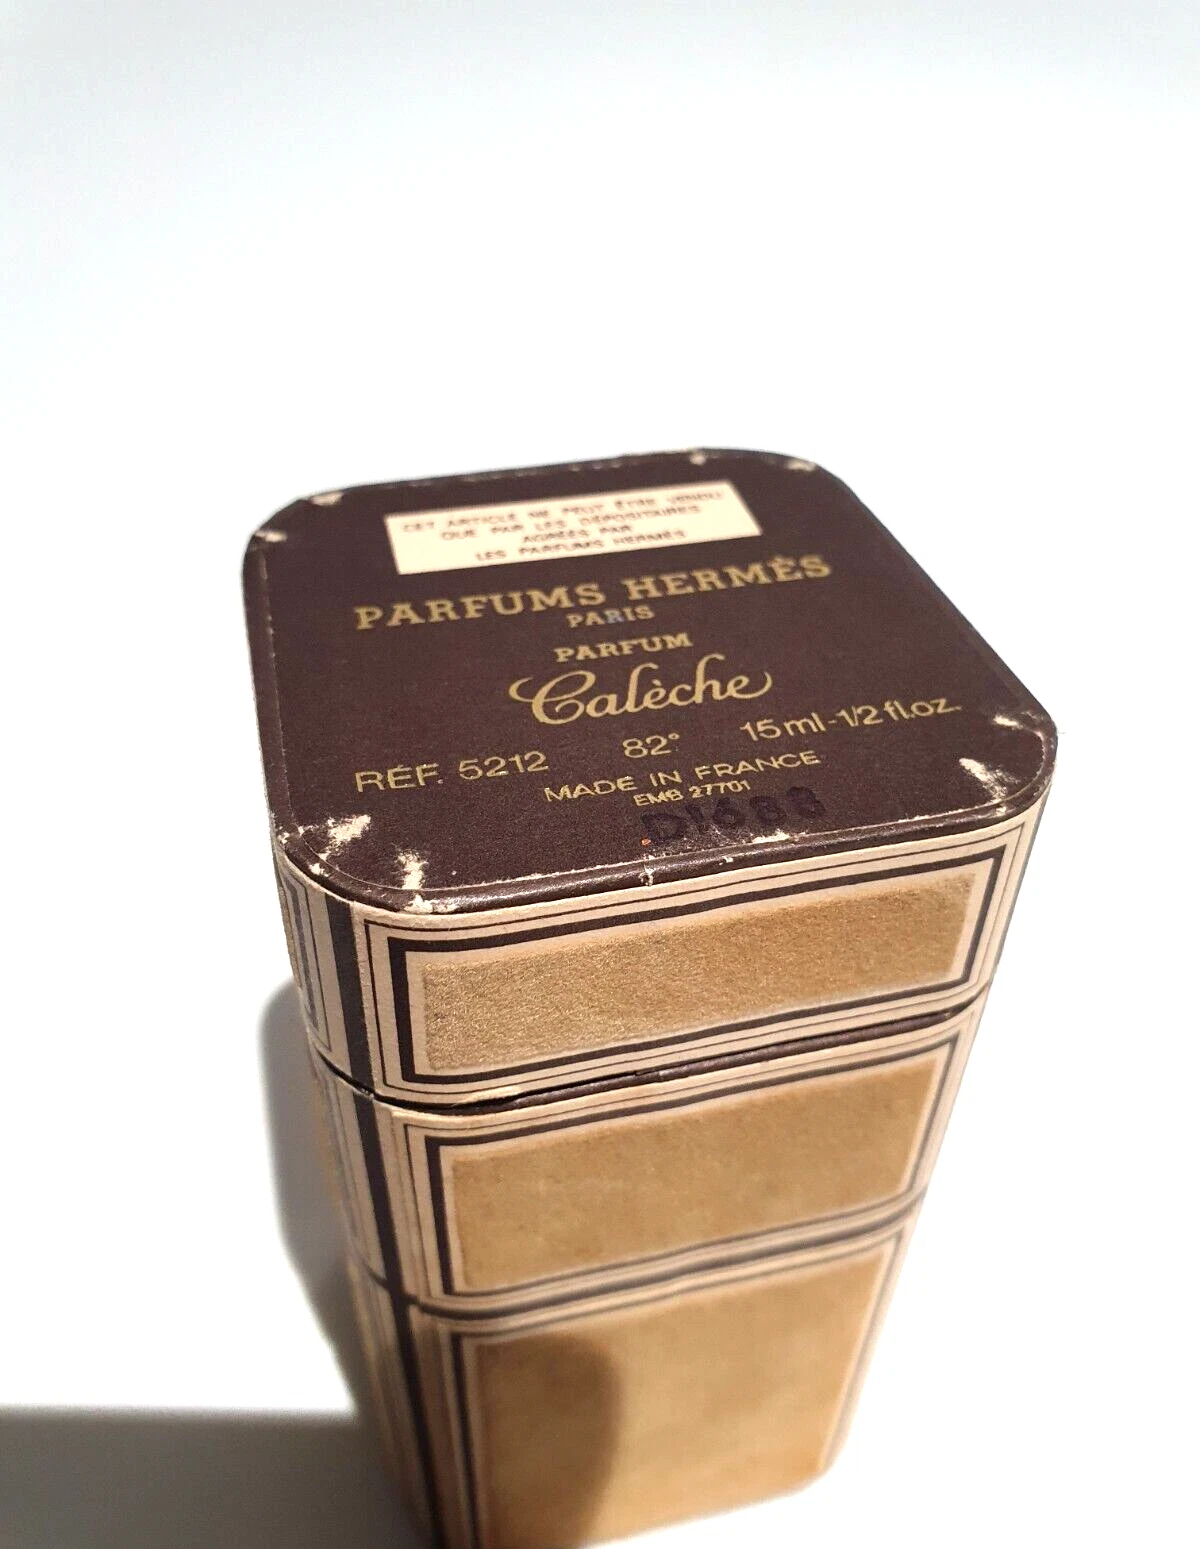 CET ARTICLE NE PEUT ÊTRE VENDU
QUE PAR LES DÉPOSITAIRES
AGRÉÉS PAR
LES PARFUMS HERMÈS
PARFUMS HERMÈS
PARIS
PARFUM
Calèche
RÉF. 5212 82° 15 ml-1/2 fl.oz.
MADE IN FRANCE
EMB 27701